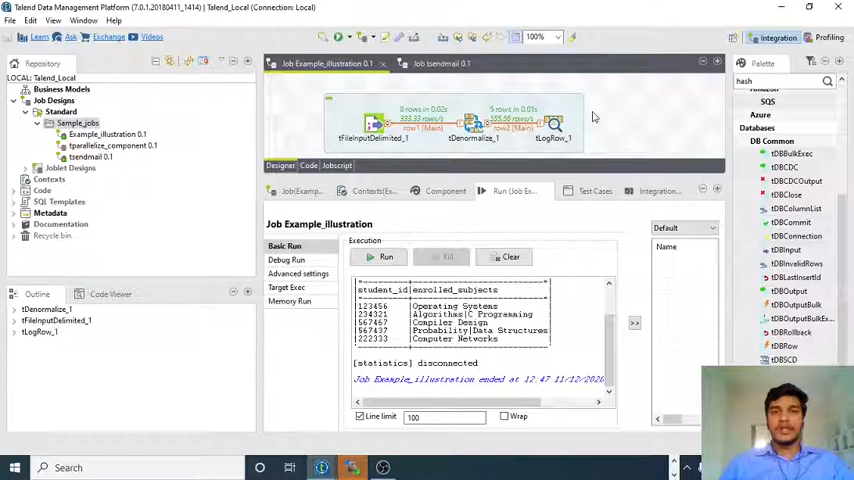 Talend Data Management Platform (7.0.1.20180411_1414) | Talend_Local (Connection: Local)
File Edit View Window Help
Learn Ask Exchange Videos
100%
Integration Profiling
Repository
LOCAL: Talend_Local
Business Models
Job Designs
Standard
Sample_jobs
Example_illustration 0.1
tparallelize_component 0.1
tsendmail 0.1
Joblet Designs
Contexts
Code
SQL Templates
Metadata
Documentation
Recycle bin
Outline
Code Viewer
tDenormalize_1
tFileInputDelimited_1
tLogRow_1
Job Example_illustration 0.1
Job tsendmail 0.1
8 rows in 0.02s
333.33 rows/s
row1 (Main)
5 rows in 0.01s
555.56 rows/s
row2 (Main)
tFileInputDelimited_1
tDenormalize_1
tLogRow_1
Designer Code Jobscript
Job(Examp...
Contexts(Ex...
Component
Run (Job Ex...
Test Cases
Integration...
Job Example_illustration
Basic Run
Debug Run
Advanced settings
Target Exec
Memory Run
Execution
Run
Kill
Clear
student_id|enrolled_subjects
|123456 |Operating Systems
|234321 |Algorithms|C Programming
|567467 |Compiler Design
|567437 |Probability|Data Structures|
|222333 |Computer Networks
[statistics] disconnected
Job Example_illustration ended at 12:47 11/12/2020
Line limit 100
Wrap
>>
Default
Name
Palette
hash
SQS
Azure
Databases
DB Common
tDBBulkExec
tDBCDC
tDBCDCOutput
tDBClose
tDBColumnList
tDBCommit
tDBConnection
tDBInput
tDBInvalidRows
tDBLastInsertId
tDBOutput
tDBOutputBulk
tDBOutputBulkEx...
tDBRollback
tDBRow
tDBSCD
Search